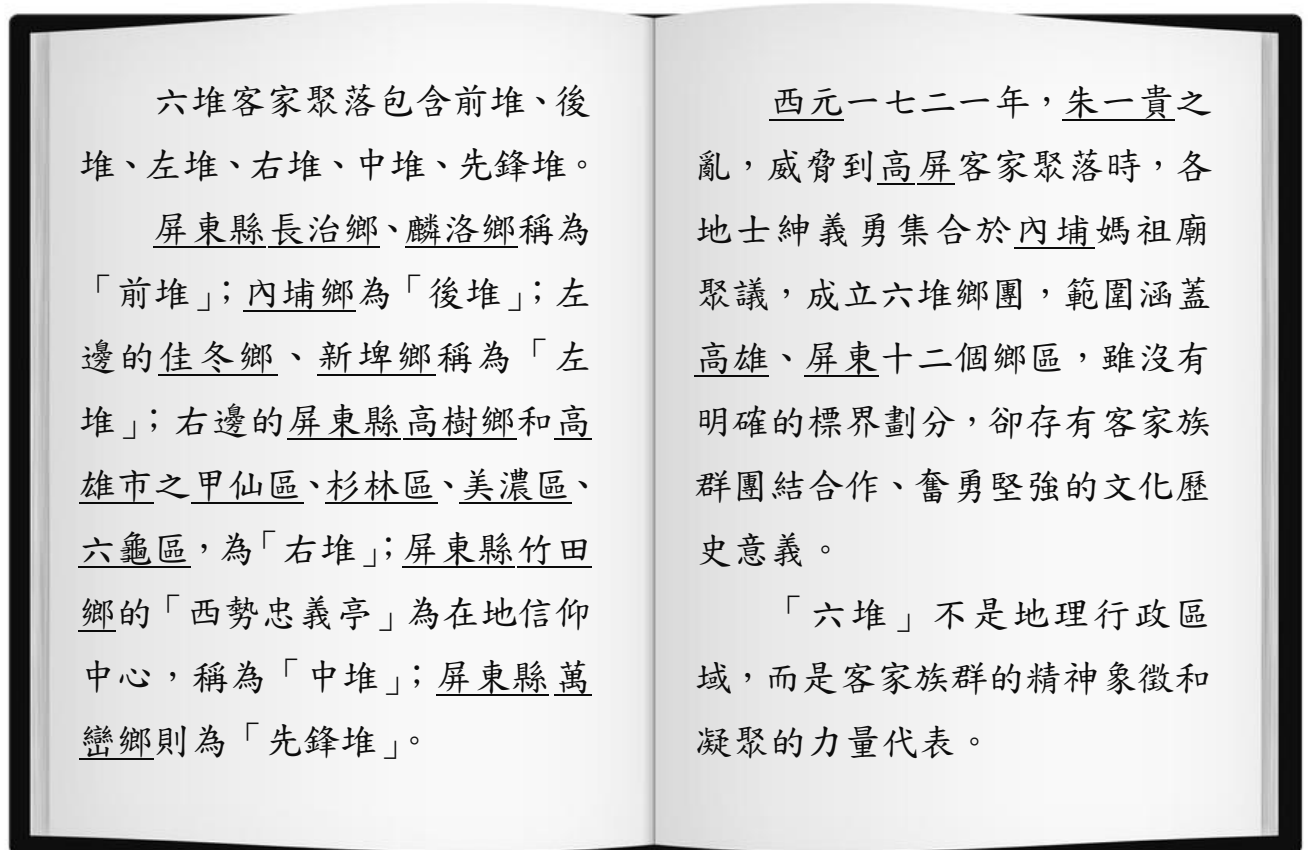 六堆客家聚落包含前堆、後
堆、左堆、右堆、中堆、先鋒堆。
屏東縣長治鄉、麟洛鄉稱為
「前堆」;內埔鄉為「後堆」;左
邊的佳冬鄉、新埤鄉稱為「左
堆」;右邊的屏東縣高樹鄉和高
雄市之甲仙區、杉林區、美濃區、
六龜區,為「右堆」;屏東縣竹田
鄉的「西勢忠義亭」為在地信仰
中心,稱為「中堆」;屏東縣萬
巒鄉則為「先鋒堆」。
西元一七二一年,朱一貴之
亂,威脅到高屏客家聚落時,各
地士紳義勇集合於內埔媽祖廟
聚議,成立六堆鄉團,範圍涵蓋
高雄、屏東十二個鄉區,雖沒有
明確的標界劃分,卻存有客家族
群團結合作、奮勇堅強的文化歷
史意義。
「六堆」不是地理行政區
域,而是客家族群的精神象徵和
凝聚的力量代表。